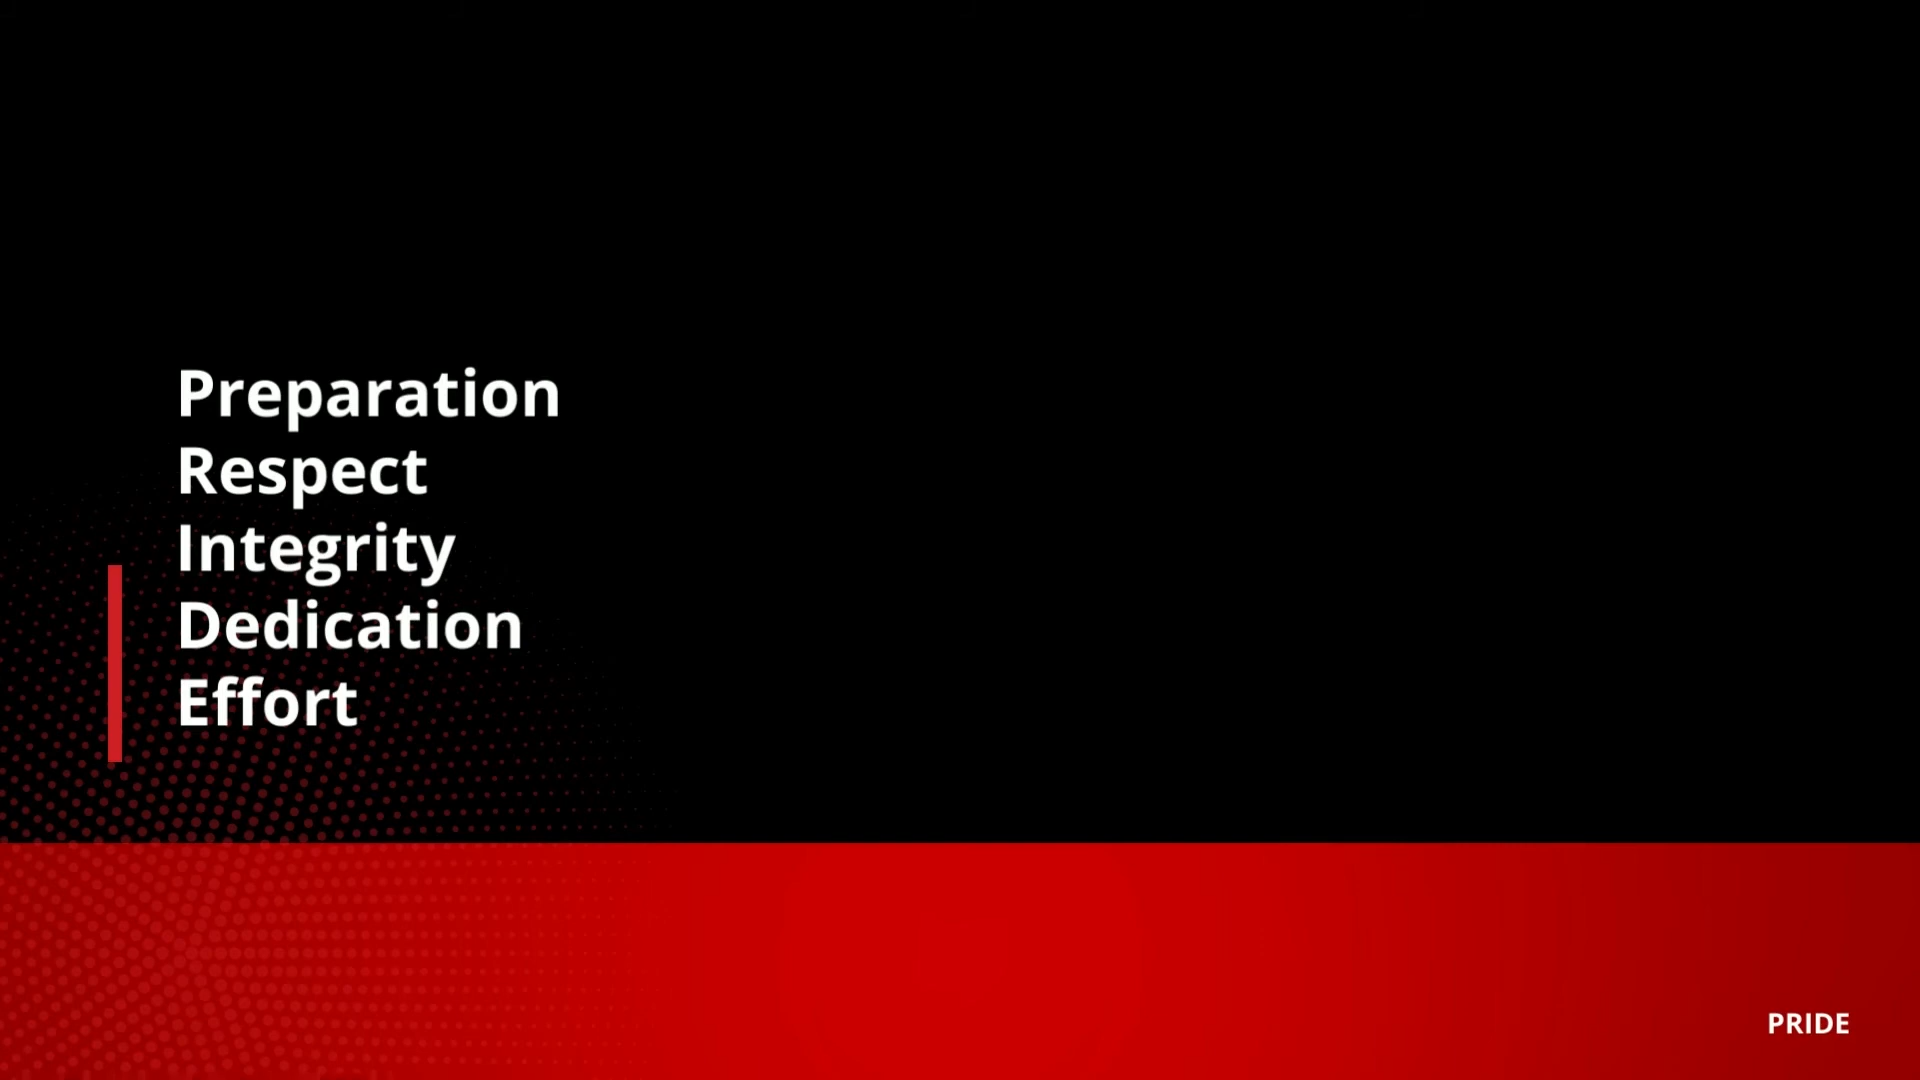 Preparation
Respect
Integrity
Dedication
Effort
PRIDE